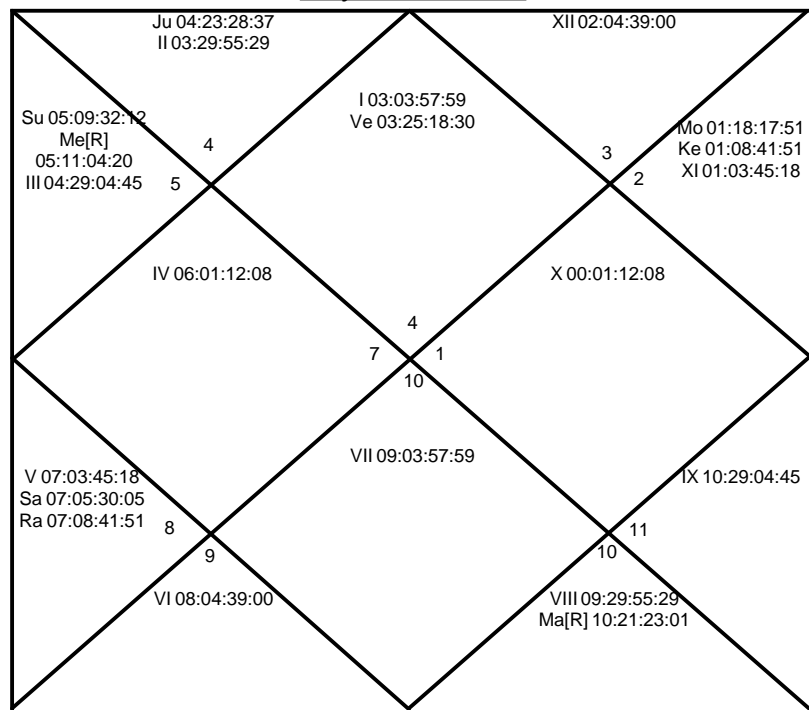 Ju 04:23:28:37
II 03:29:55:29
XII 02:04:39:00
I 03:03:57:59
Ve 03:25:18:30
Su 05:09:32:12
Me[R]
05:11:04:20
III 04:29:04:45
4
5
3
2
Mo 01:18:17:51
Ke 01:08:41:51
XI 01:03:45:18
IV 06:01:12:08
X 00:01:12:08
4
7
1
10
V 07:03:45:18
Sa 07:05:30:05
Ra 07:08:41:51
8
9
VII 09:03:57:59
IX 10:29:04:45
11
10
VI 08:04:39:00
VIII 09:29:55:29
Ma[R] 10:21:23:01